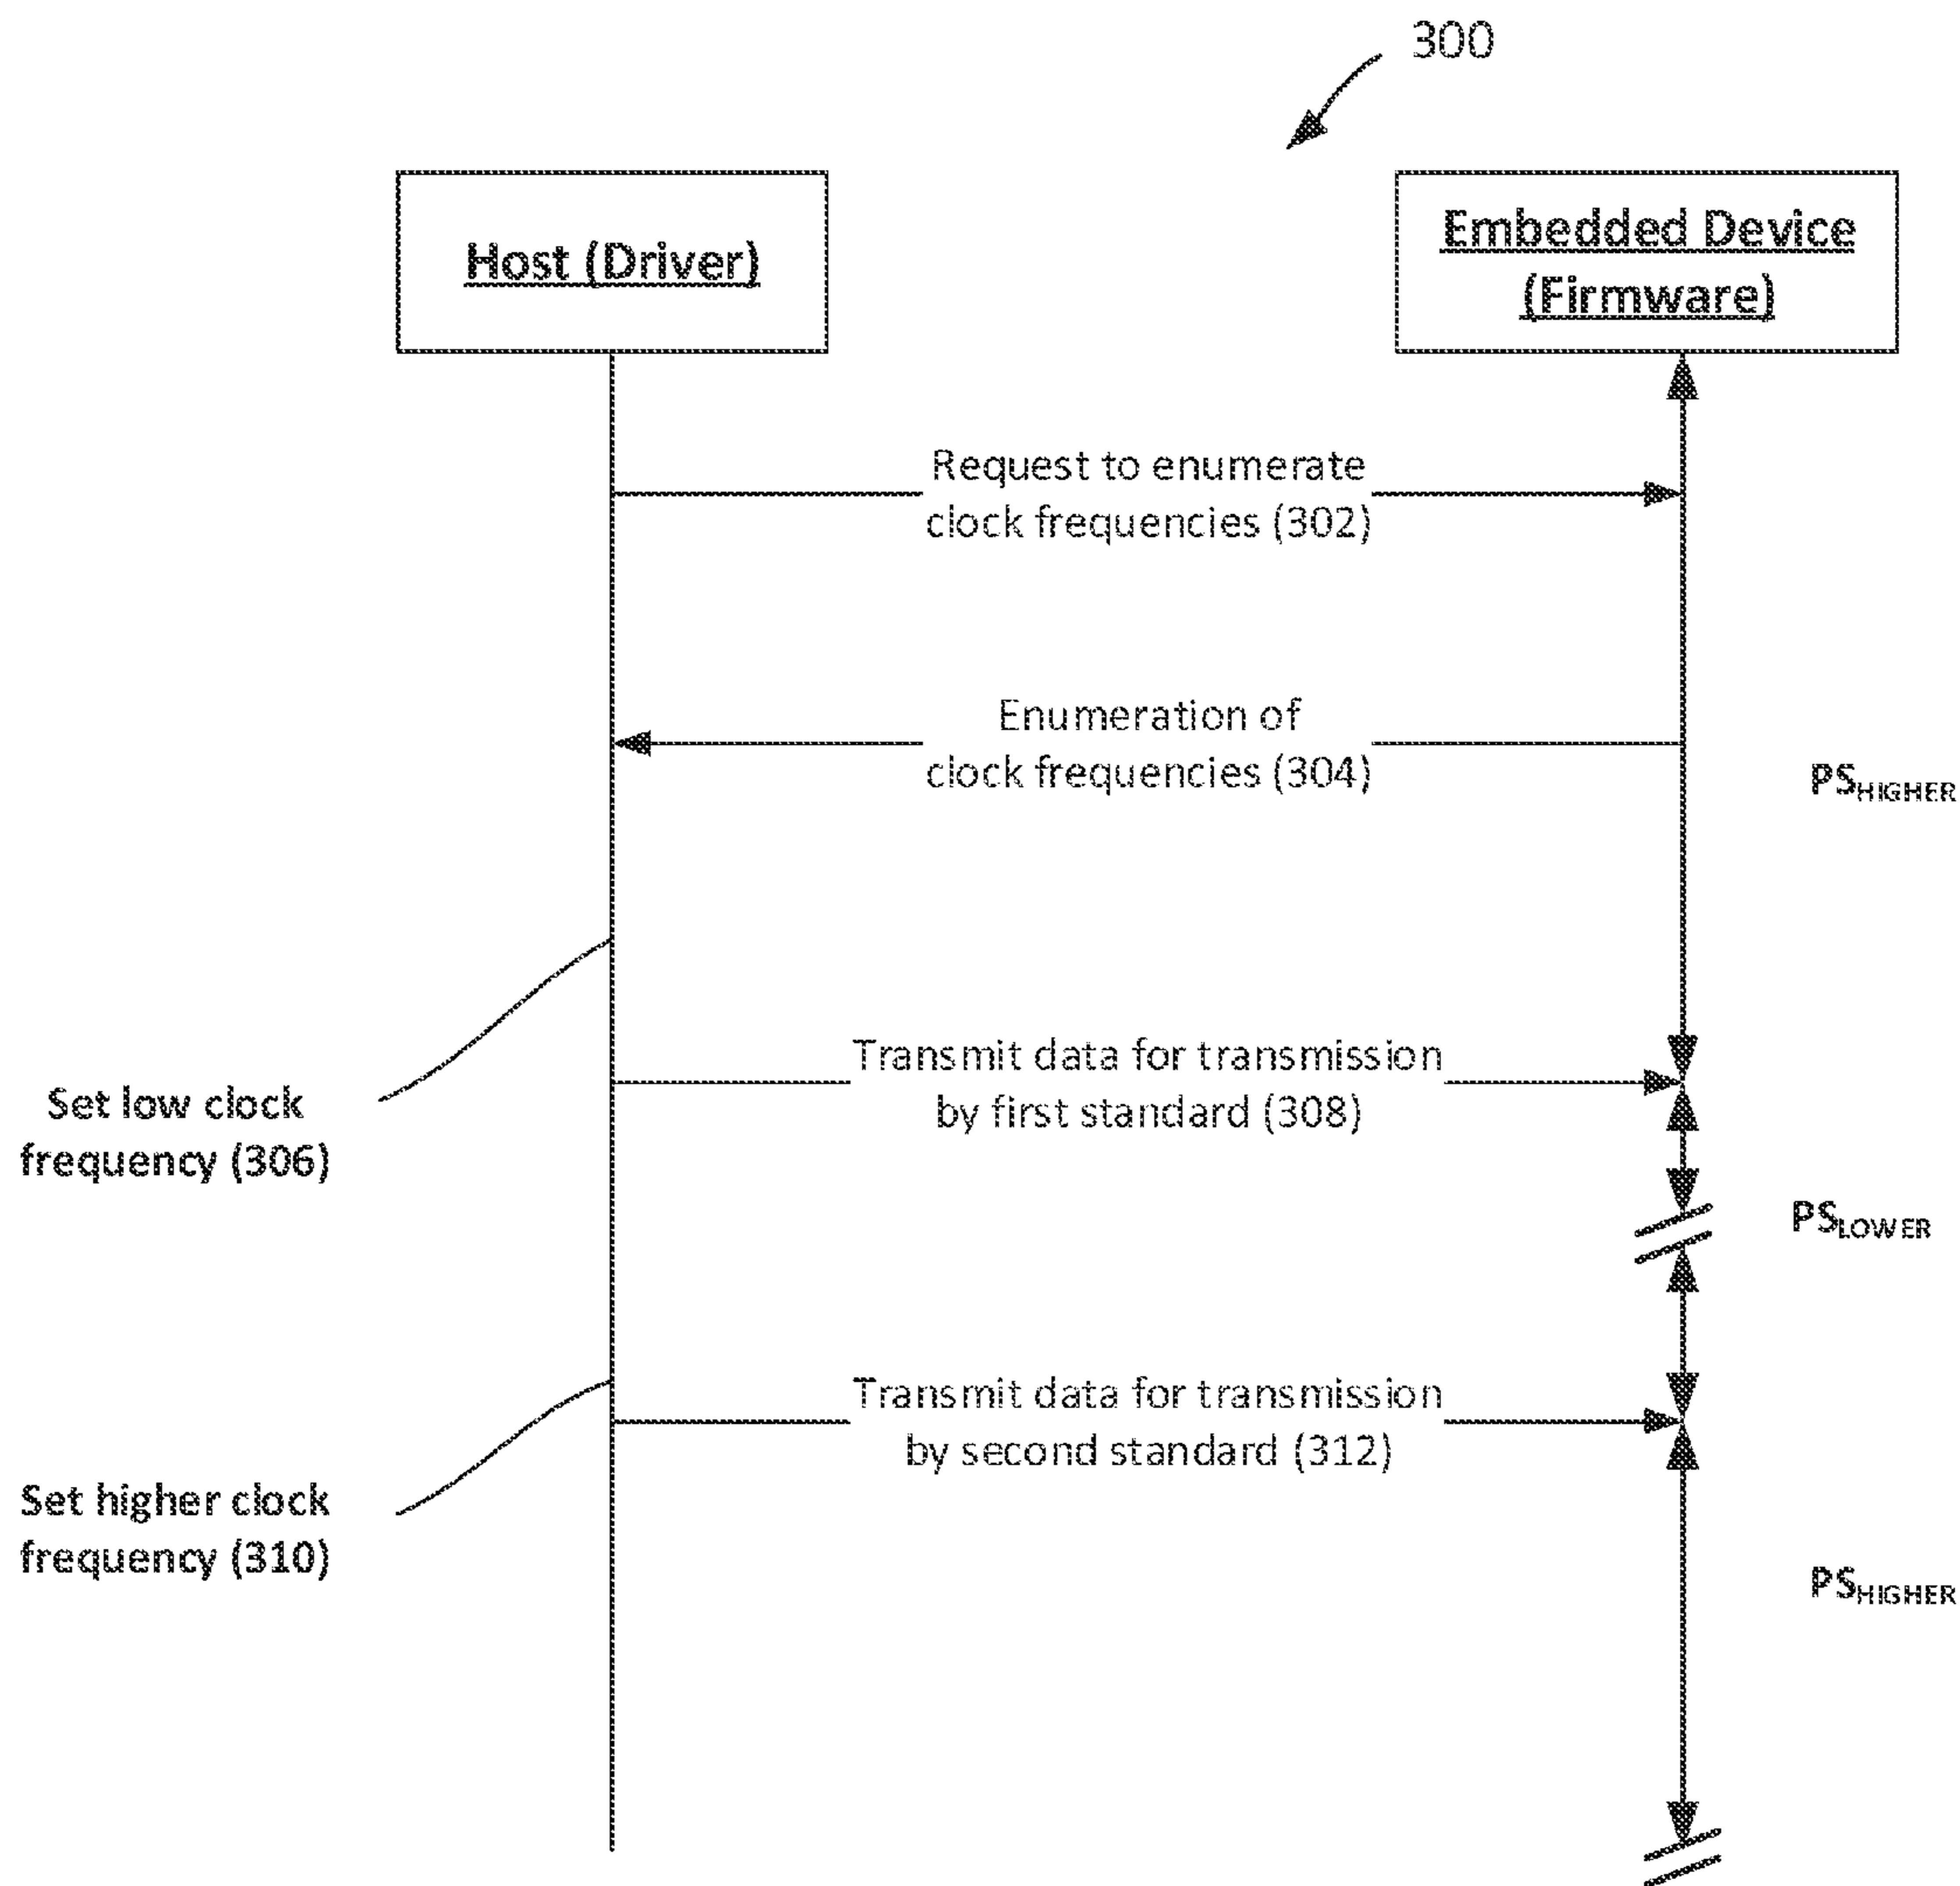 300
Host (Driver)
Embedded Device
(Firmware)
Request to enumerate
clock frequencies (302)
Enumeration of
clock frequencies (304)
PSHIGHER
Set low clock
frequency (306)
Transmit data for transmission
by first standard (308)
PSLOWER
Set higher clock
frequency (310)
Transmit data for transmission
by second standard (312)
PSHIGHER